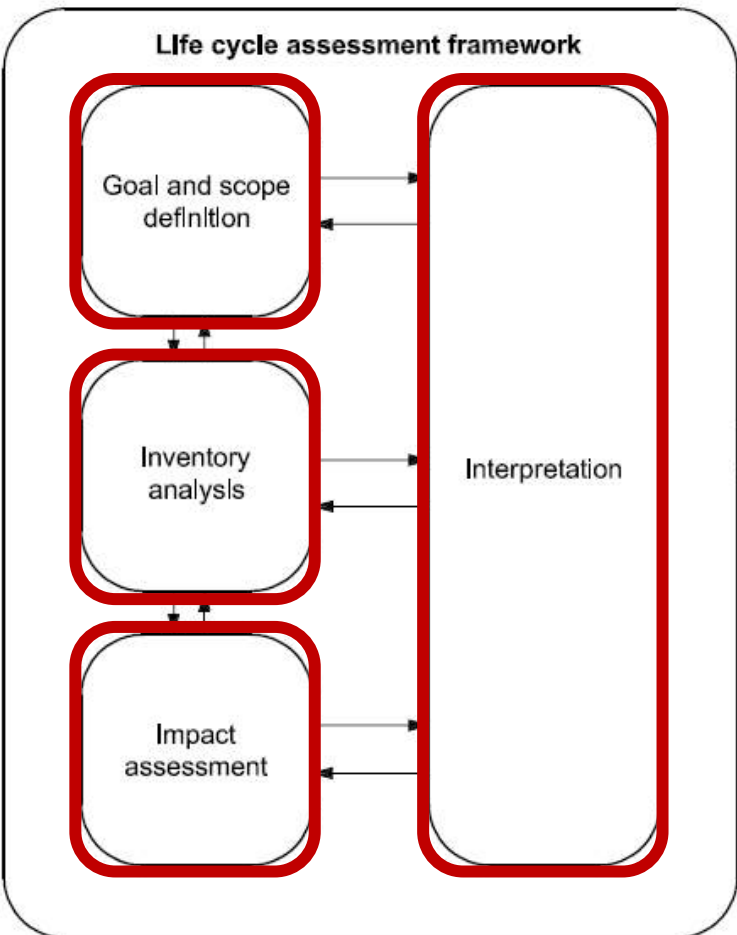 Life cycle assessment framework
Goal and scope
definition
Inventory
analysis
Interpretation
Impact
assessment